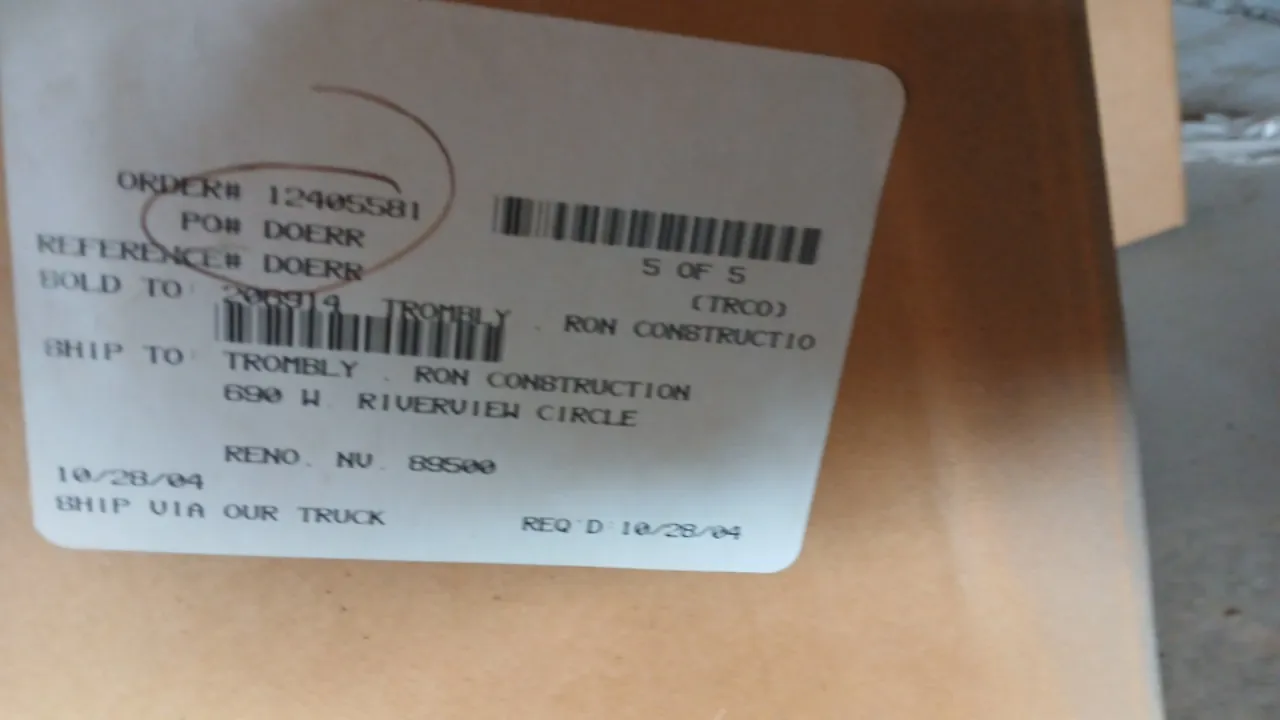 ORDER# 12405581
PO# DOERR
REFERENCE# DOERR
5 OF 5
(TRCO)
SOLD TO: 206914 TROMBLY , RON CONSTRUCTIO
SHIP TO: TROMBLY , RON CONSTRUCTION
690 W. RIVERVIEW CIRCLE
RENO, NV. 89500
10/28/04
SHIP VIA OUR TRUCK
REQ'D:10/28/04